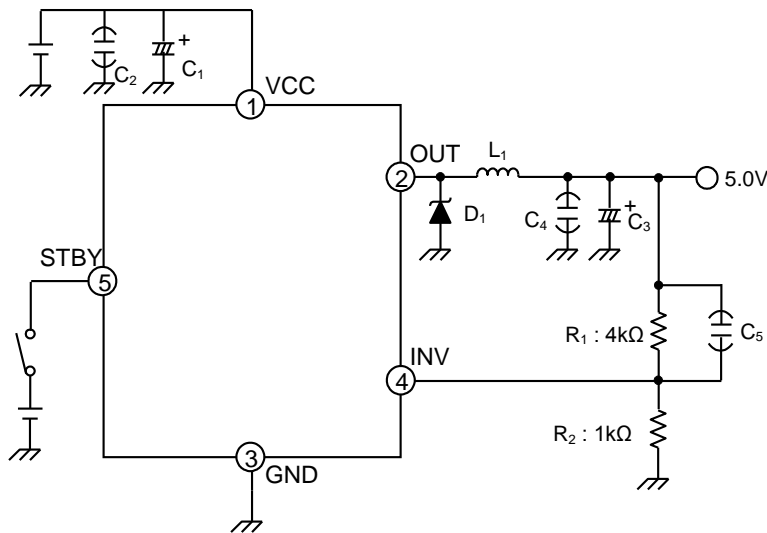 C₂
+
C₁
VCC
1
OUT
2
L₁
5.0V
D₁
C₄
+
C₃
STBY
5
R₁ : 4kΩ
C₅
INV
4
R₂ : 1kΩ
3
GND